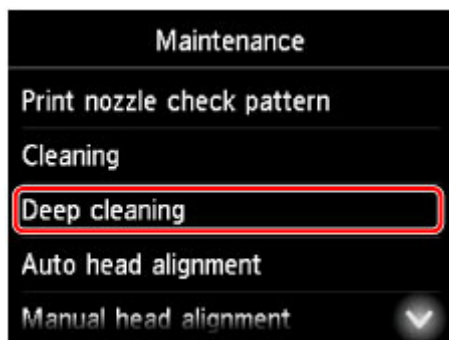 Maintenance
Print nozzle check pattern
Cleaning
Deep cleaning
Auto head alignment
Manual head alignment